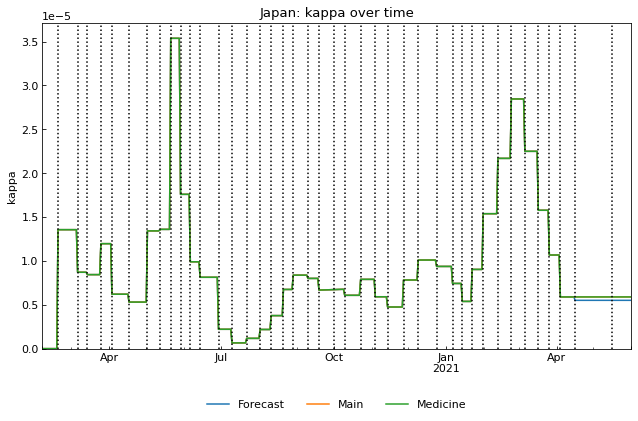 Japan: kappa over time
1e−5
3.5
3.0
2.5
2.0
1.5
1.0
0.5
0.0
kappa
Apr Jul Oct Jan Apr
2021
Forecast Main Medicine